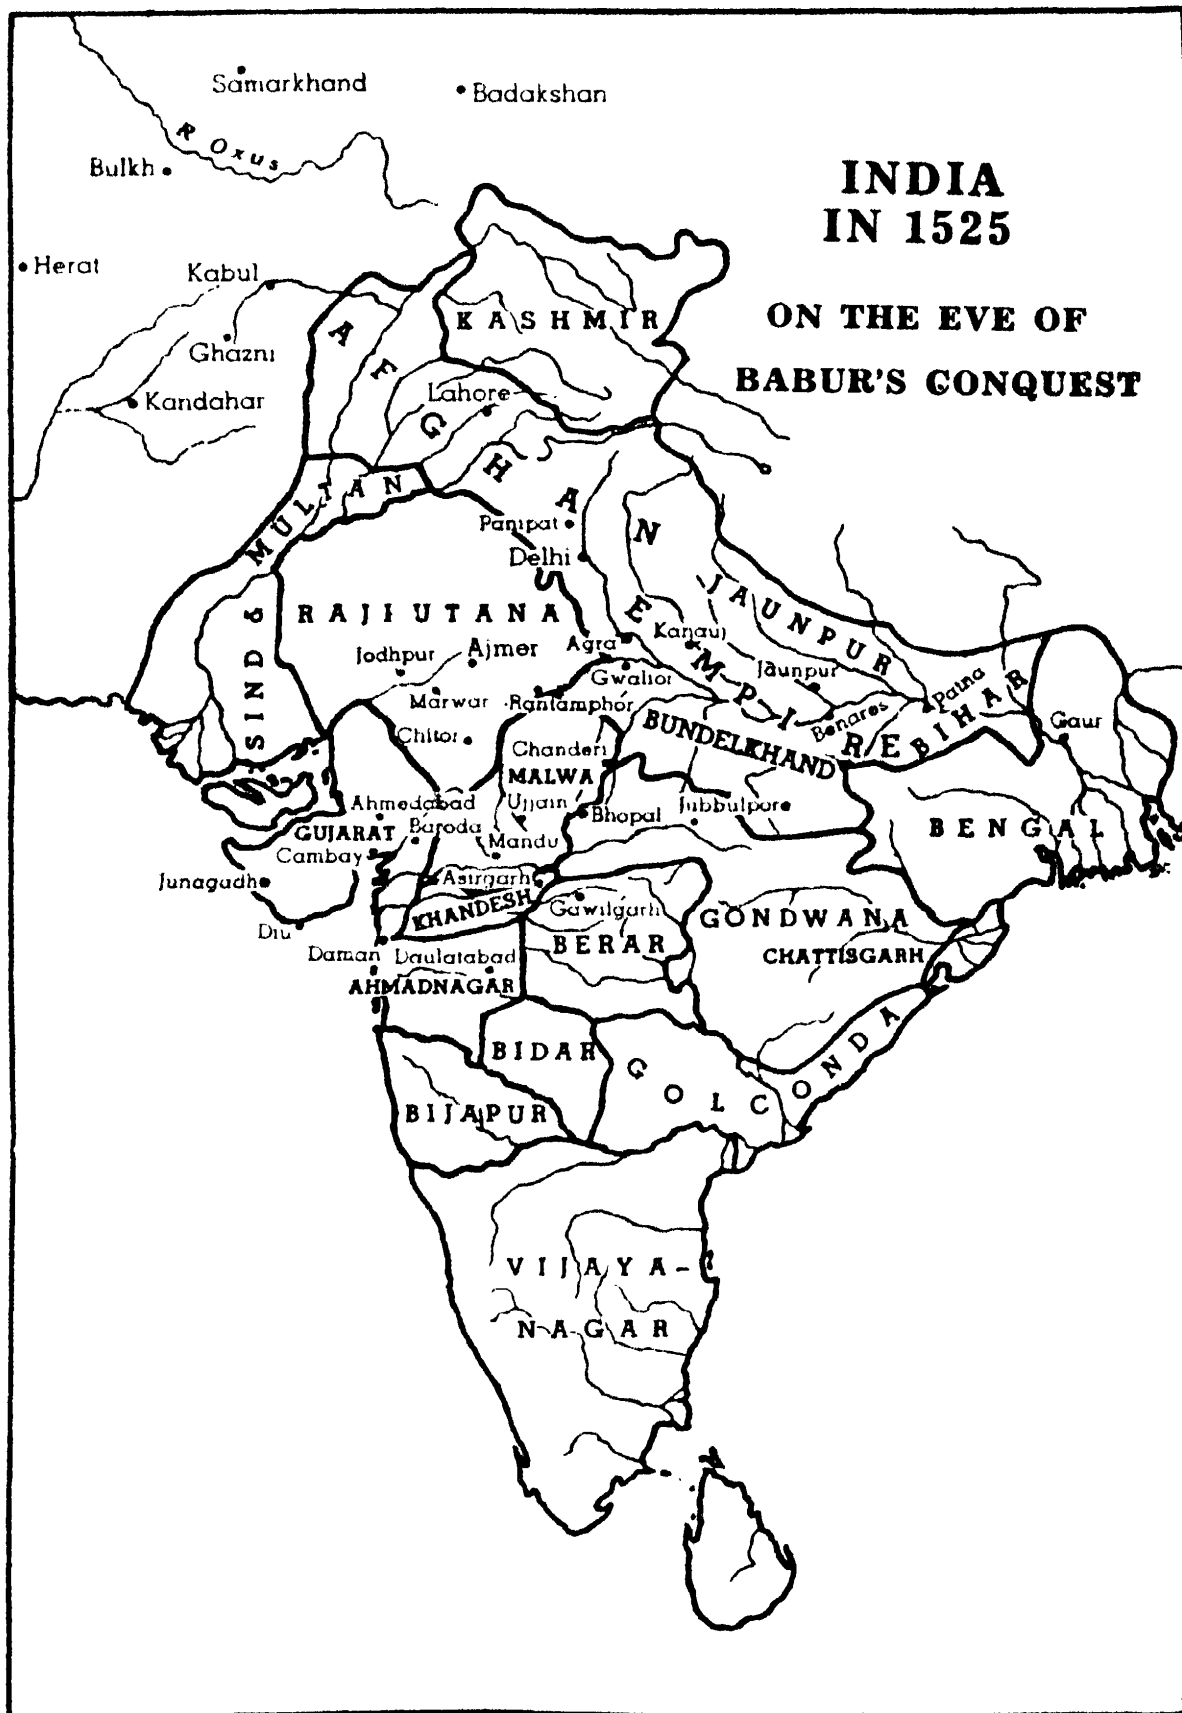 Samarkhand
Badakshan
R Oxus
Bulkh
INDIA
IN 1525
Herat
Kabul
ON THE EVE OF
BABUR'S CONQUEST
KASHMIR
Ghazni
Kandahar
Lahore
AFGHAN EMPIRE
MULTAN
Panipat
Delhi
JAUNPUR
SIND &
RAJIUTANA
Agra
Kanauj
Jodhpur
Ajmer
Gwalior
Jaunpur
Marwar
Rantamphor
Benares
Patna
BIHAR
Gaur
Chitor
Chanderi
BUNDELKHAND
MALWA
Ahmedabad
Ujjain
Bhopal
Jubbulpore
GUJARAT
Baroda
Mandu
BENGAL
Cambay
Junagadh
Asirgarh
KHANDESH
Gawilgarh
GONDWANA
Diu
BERAR
Daman
Daulatabad
CHATTISGARH
AHMADNAGAR
BIDAR
GOLCONDA
BIJAPUR
VIJAYA-
NAGAR